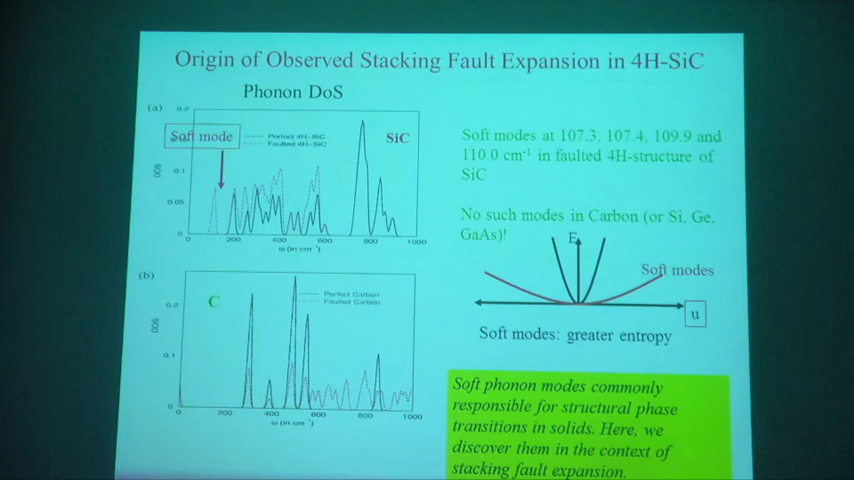 Origin of Observed Stacking Fault Expansion in 4H-SiC
Phonon DoS
(a)
0.2
Soft mode
Perfect 4H-SiC
Faulted 4H-SiC
SiC
DOS
0.1
0.05
0
0 200 400 600 800 1000
ω (in cm⁻¹)
(b)
C
Perfect Carbon
Faulted Carbon
DOS
0.2
0.1
0
0 200 400 600 800 1000
ω (in cm⁻¹)
Soft modes at 107.3, 107.4, 109.9 and
110.0 cm⁻¹ in faulted 4H-structure of
SiC
No such modes in Carbon (or Si, Ge,
GaAs)!
E
Soft modes
u
Soft modes: greater entropy
Soft phonon modes commonly
responsible for structural phase
transitions in solids. Here, we
discover them in the context of
stacking fault expansion.